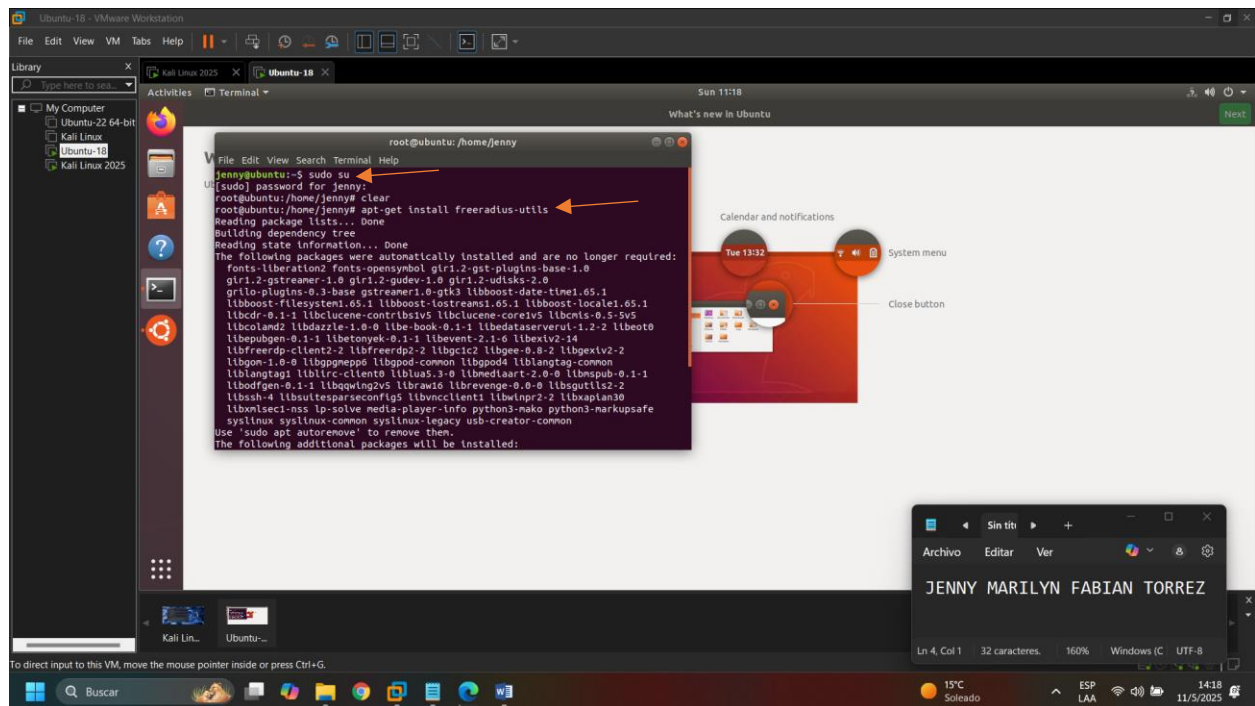 Ubuntu-18 - VMware Workstation
File Edit View VM Tabs Help
Library X
Type here to sea...
My Computer
Ubuntu-22 64-bit
Kali Linux
Ubuntu-18
Kali Linux 2025
Kali Linux 2025 X Ubuntu-18 X
Activities Terminal Sun 11:18
What's new in Ubuntu Next
root@ubuntu: /home/jenny
File Edit View Search Terminal Help
jenny@ubuntu:~$ sudo su
[sudo] password for jenny:
root@ubuntu:/home/jenny# clear
root@ubuntu:/home/jenny# apt-get install freeradius-utils
Reading package lists... Done
Building dependency tree
Reading state information... Done
The following packages were automatically installed and are no longer required:
fonts-liberation2 fonts-opensymbol gir1.2-gst-plugins-base-1.0
gir1.2-gstreamer-1.0 gir1.2-gudev-1.0 gir1.2-udisks-2.0
grilo-plugins-0.3-base gstreamer1.0-gtk3 libboost-date-time1.65.1
libboost-filesystem1.65.1 libboost-iostreams1.65.1 libboost-locale1.65.1
libcdr-0.1-1 libclucene-contribs1v5 libclucene-core1v5 libcmis-0.5-5v5
libcolamd2 libdazzle-1.0-0 libe-book-0.1-1 libedataserverui-1.2-2 libeot0
libepubgen-0.1-1 libetonyek-0.1-1 libevent-2.1-6 libexiv2-14
libfreerdp-client2-2 libfreerdp2-2 libgc1c2 libgee-0.8-2 libgexiv2-2
libgom-1.0-0 libgpgmepp6 libgpod-common libgpod4 liblangtag-common
liblangtag1 liblirc-client0 liblua5.3-0 libmediaart-2.0-0 libmspub-0.1-1
libodfgen-0.1-1 libqqwing2v5 libraw16 librevenge-0.0-0 libsgutils2-2
libssh-4 libsuitesparseconfig5 libvncclient1 libwinpr2-2 libxapian30
libxmlsec1-nss lp-solve media-player-info python3-mako python3-markupsafe
syslinux syslinux-common syslinux-legacy usb-creator-common
Use 'sudo apt autoremove' to remove them.
The following additional packages will be installed:
Calendar and notifications
Tue 13:32
System menu
Close button
Sin títu
Archivo Editar Ver
JENNY MARILYN FABIAN TORREZ
Ln 4, Col 1 32 caracteres. 160% Windows (C UTF-8
Kali Lin... Ubuntu-...
To direct input to this VM, move the mouse pointer inside or press Ctrl+G.
Buscar
15°C
Soleado
ESP
LAA
14:18
11/5/2025